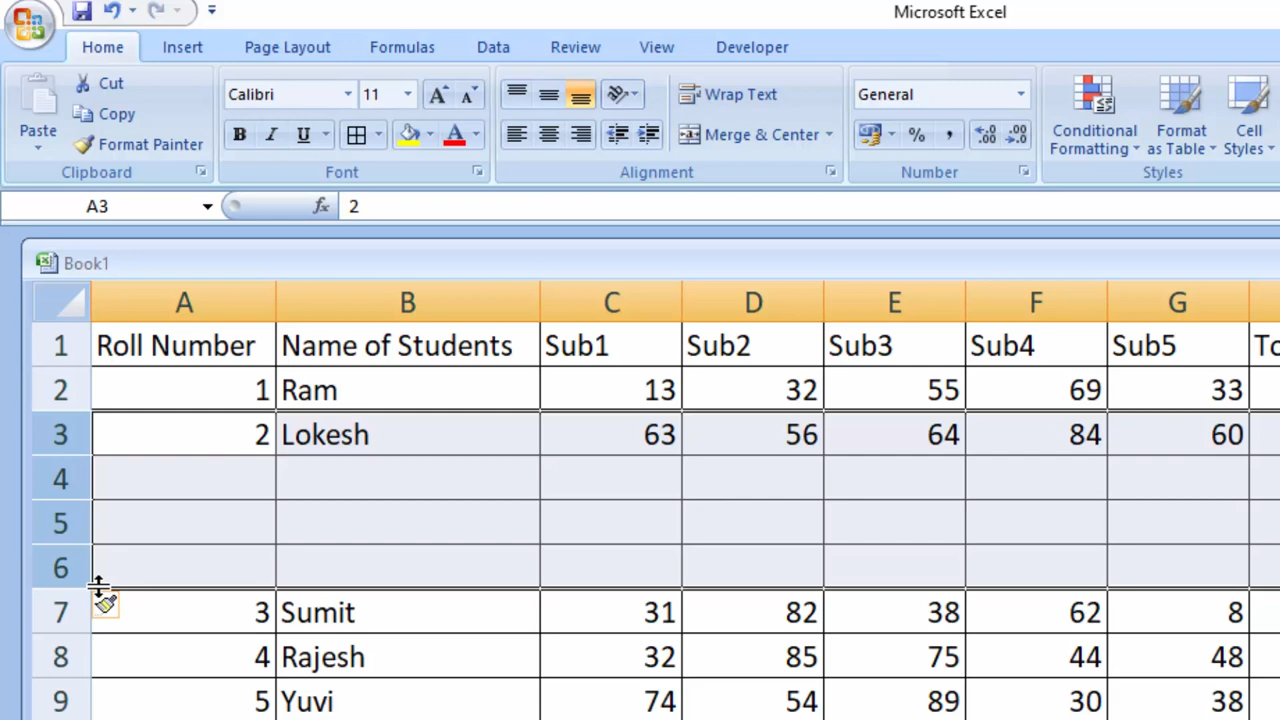 Microsoft Excel
Home Insert Page Layout Formulas Data Review View Developer
Paste
Cut
Copy
Format Painter
Clipboard
Calibri 11 A A
B I U A
Font
Wrap Text
Merge & Center
Alignment
General
% , .0 .00 .00 .0
Number
Conditional Formatting
Format as Table
Cell Styles
Styles
A3 fx 2
Book1
A B C D E F G
1 Roll Number Name of Students Sub1 Sub2 Sub3 Sub4 Sub5
2 1 Ram 13 32 55 69 33
3 2 Lokesh 63 56 64 84 60
4
5
6
7 3 Sumit 31 82 38 62 8
8 4 Rajesh 32 85 75 44 48
9 5 Yuvi 74 54 89 30 38